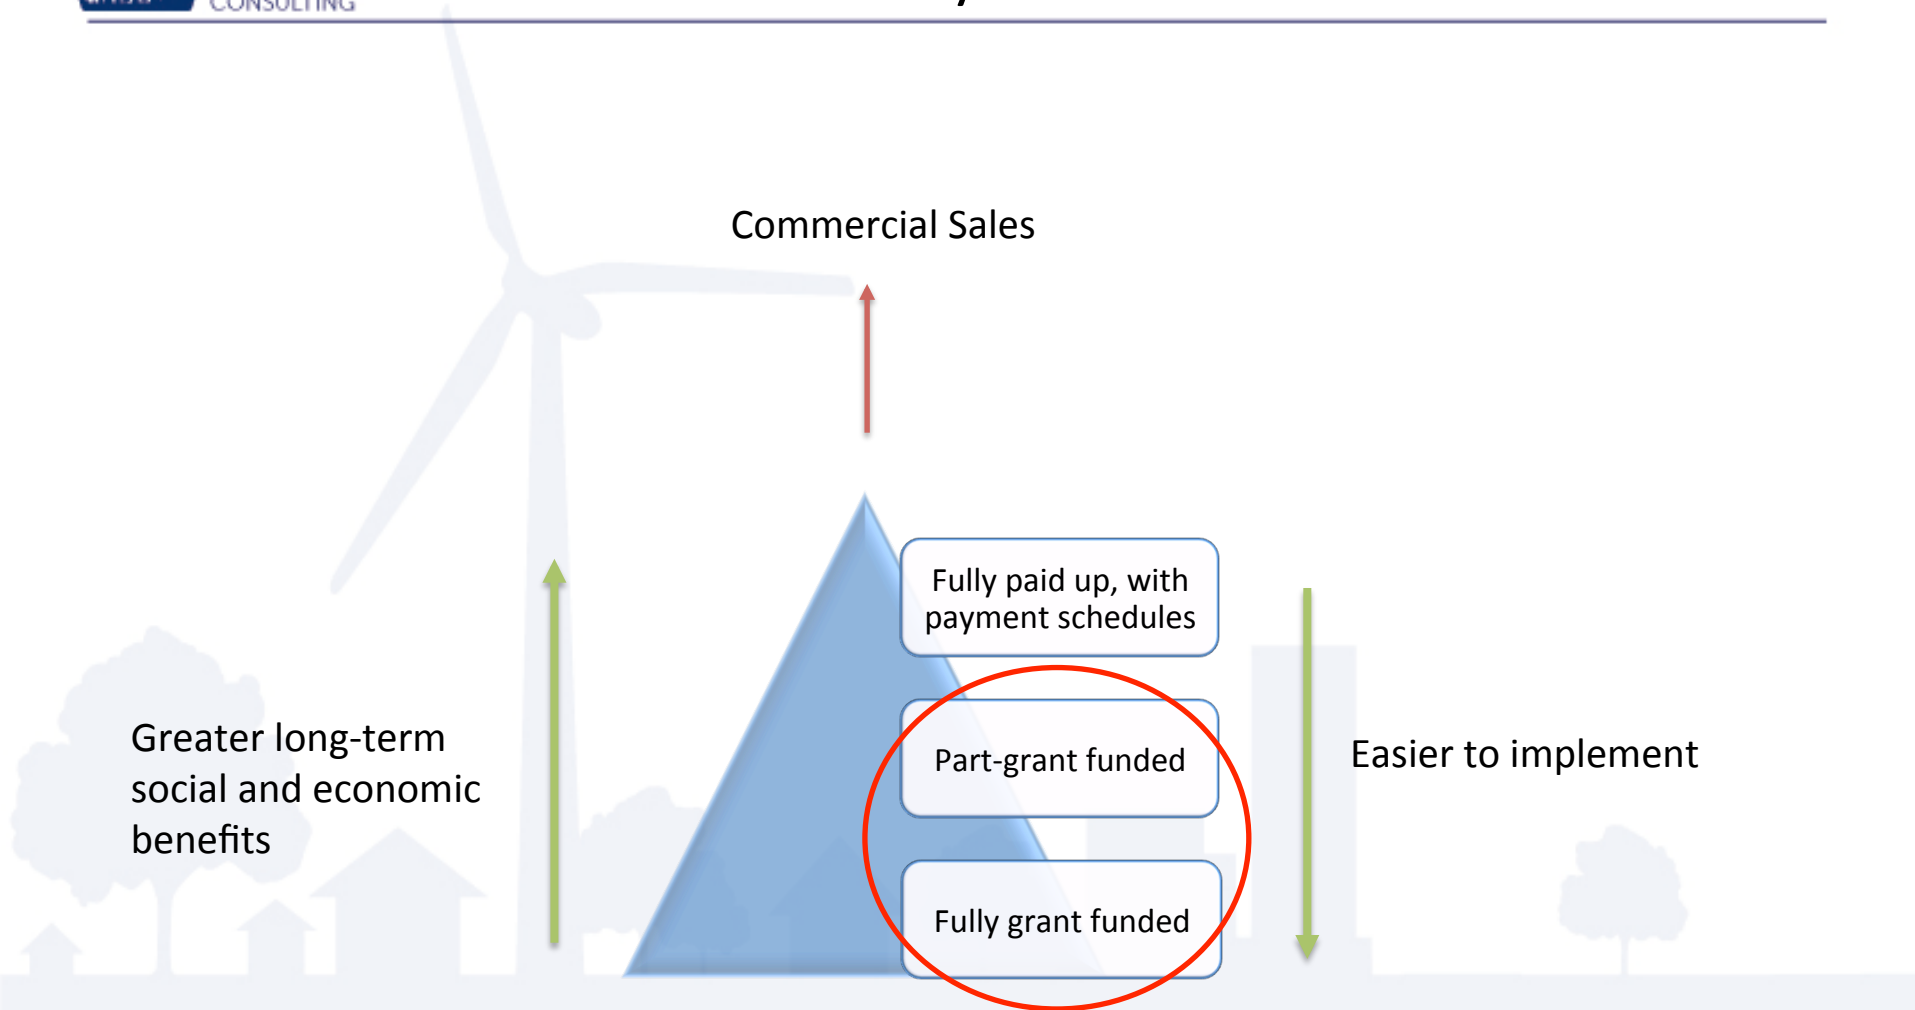 CONSULTING
Commercial Sales
Fully paid up, with
payment schedules
Greater long-term
social and economic
benefits
Part-grant funded
Easier to implement
Fully grant funded